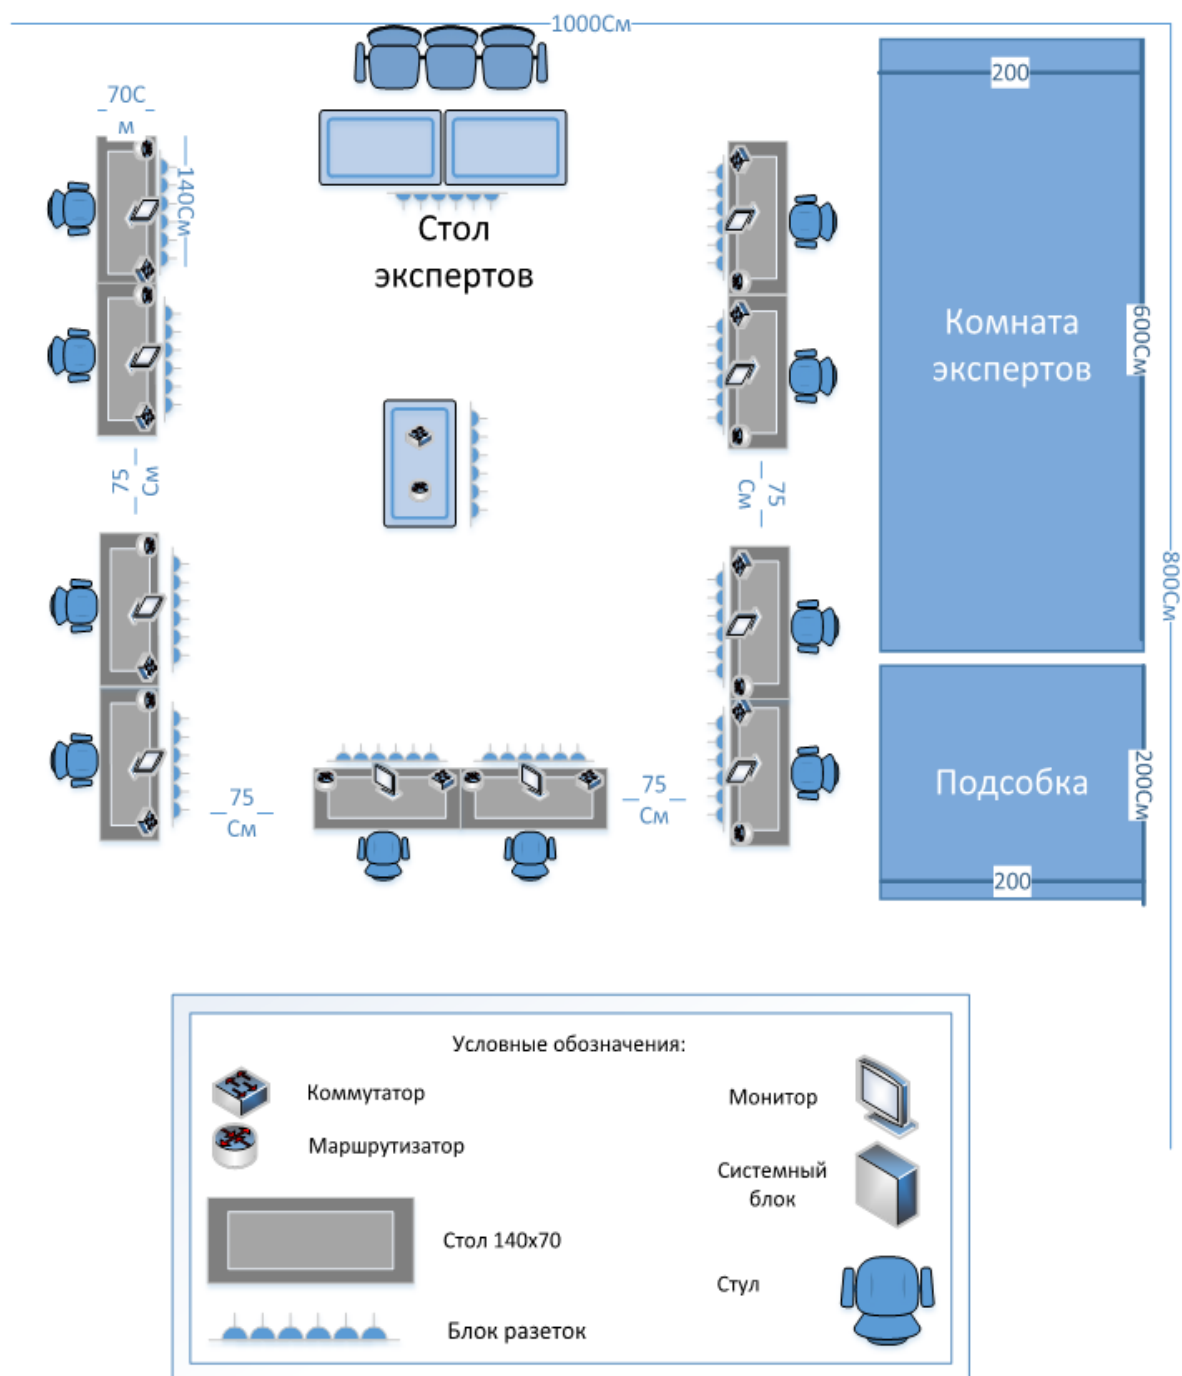 1000См
200
70С
м
140См
Стол
экспертов
Комната
экспертов
600См
75
См
75
См
800См
75
См
75
См
Подсобка
200См
200
Условные обозначения:
Коммутатор
Монитор
Маршрутизатор
Системный
блок
Стол 140х70
Стул
Блок разеток